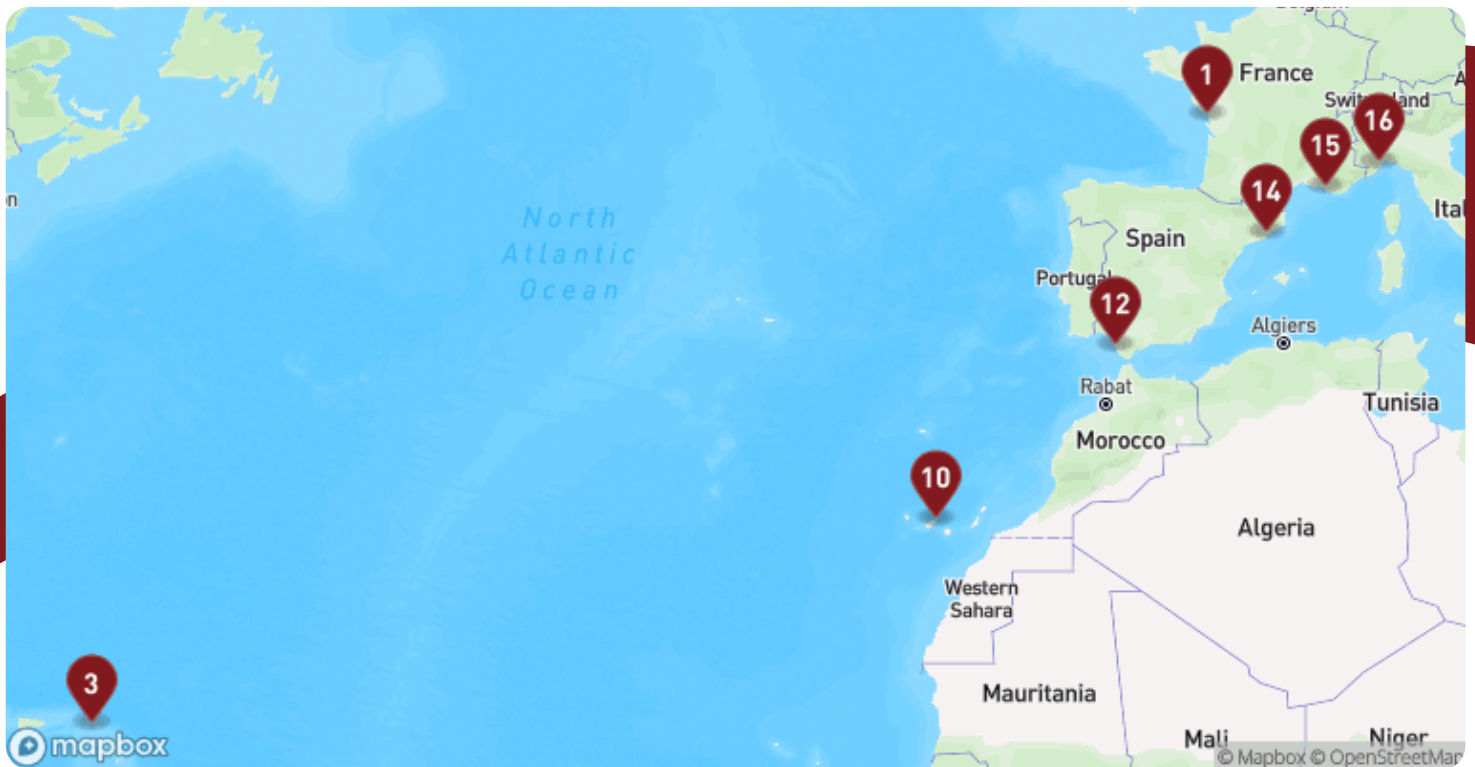 Belgium
1
France
Switzerland
A
16
15
n
14
North
Atlantic
Ocean
Ital
Spain
Portugal
12
Algiers
Rabat
Tunisia
Morocco
10
Algeria
Western
Sahara
3
Mauritania
Mali
Niger
mapbox
© Mapbox © OpenStreetMap